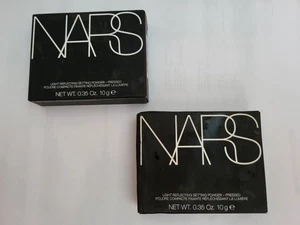 NARS
LIGHT REFLECTING SETTING POWDER - PRESSED
POUDRE COMPACTE FIXANTE RÉFLÉCHISSANT LA LUMIÈRE
NET WT. 0.35 Oz. 10 g ℮
NARS
LIGHT REFLECTING SETTING POWDER - PRESSED
POUDRE COMPACTE FIXANTE RÉFLÉCHISSANT LA LUMIÈRE
NET WT. 0.35 Oz. 10 g ℮